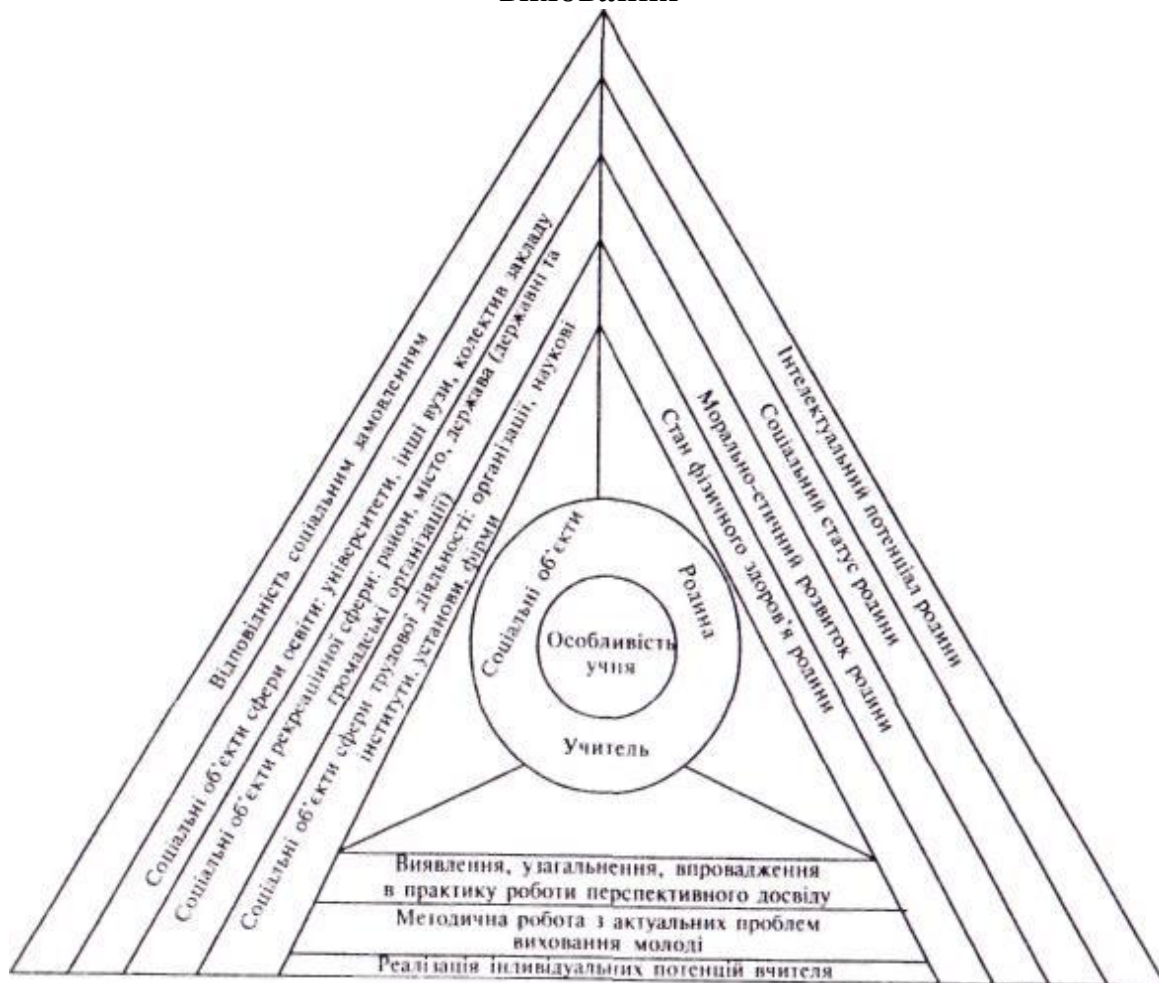 Відповідність соціальним замовленням
Соціальні об'єкти сфери освіти: університети, інші вузи, колектив закладу
Соціальні об'єкти рекреаційної сфери: район, місто, держава (державні та
громадські організації)
Соціальні об'єкти сфери трудової діяльності: організації, наукові
інститути, установи, фірми
Інтелектуальний потенціал родини
Соціальний статус родини
Морально-етичний розвиток родини
Стан фізичного здоров'я родини
Соціальні об'єкти
Родина
Особливість
учня
Учитель
Виявлення, узагальнення, впровадження
в практику роботи перспективного досвіду
Методична робота з актуальних проблем
виховання молоді
Реалізація індивідуальних потенцій вчителя